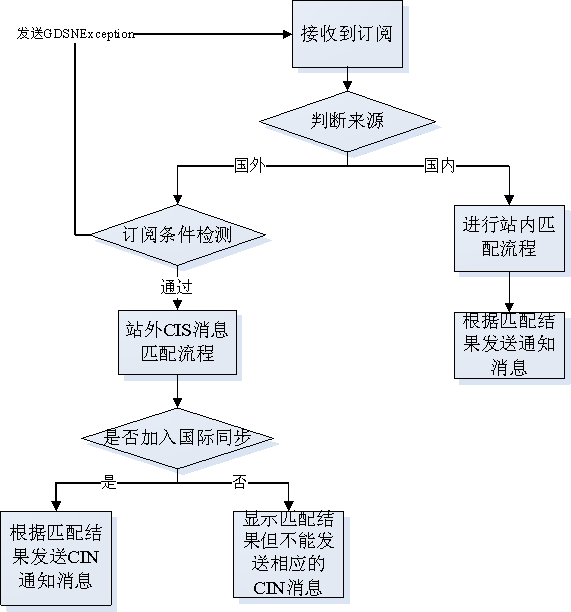 发送GDSNException
接收到订阅
判断来源
国外
国内
订阅条件检测
进行站内匹
配流程
通过
站外CIS消息
匹配流程
根据匹配结
果发送通知
消息
是否加入国际同步
是
否
根据匹配结
果发送CIN
通知消息
显示匹配结
果但不能发
送相应的
CIN消息